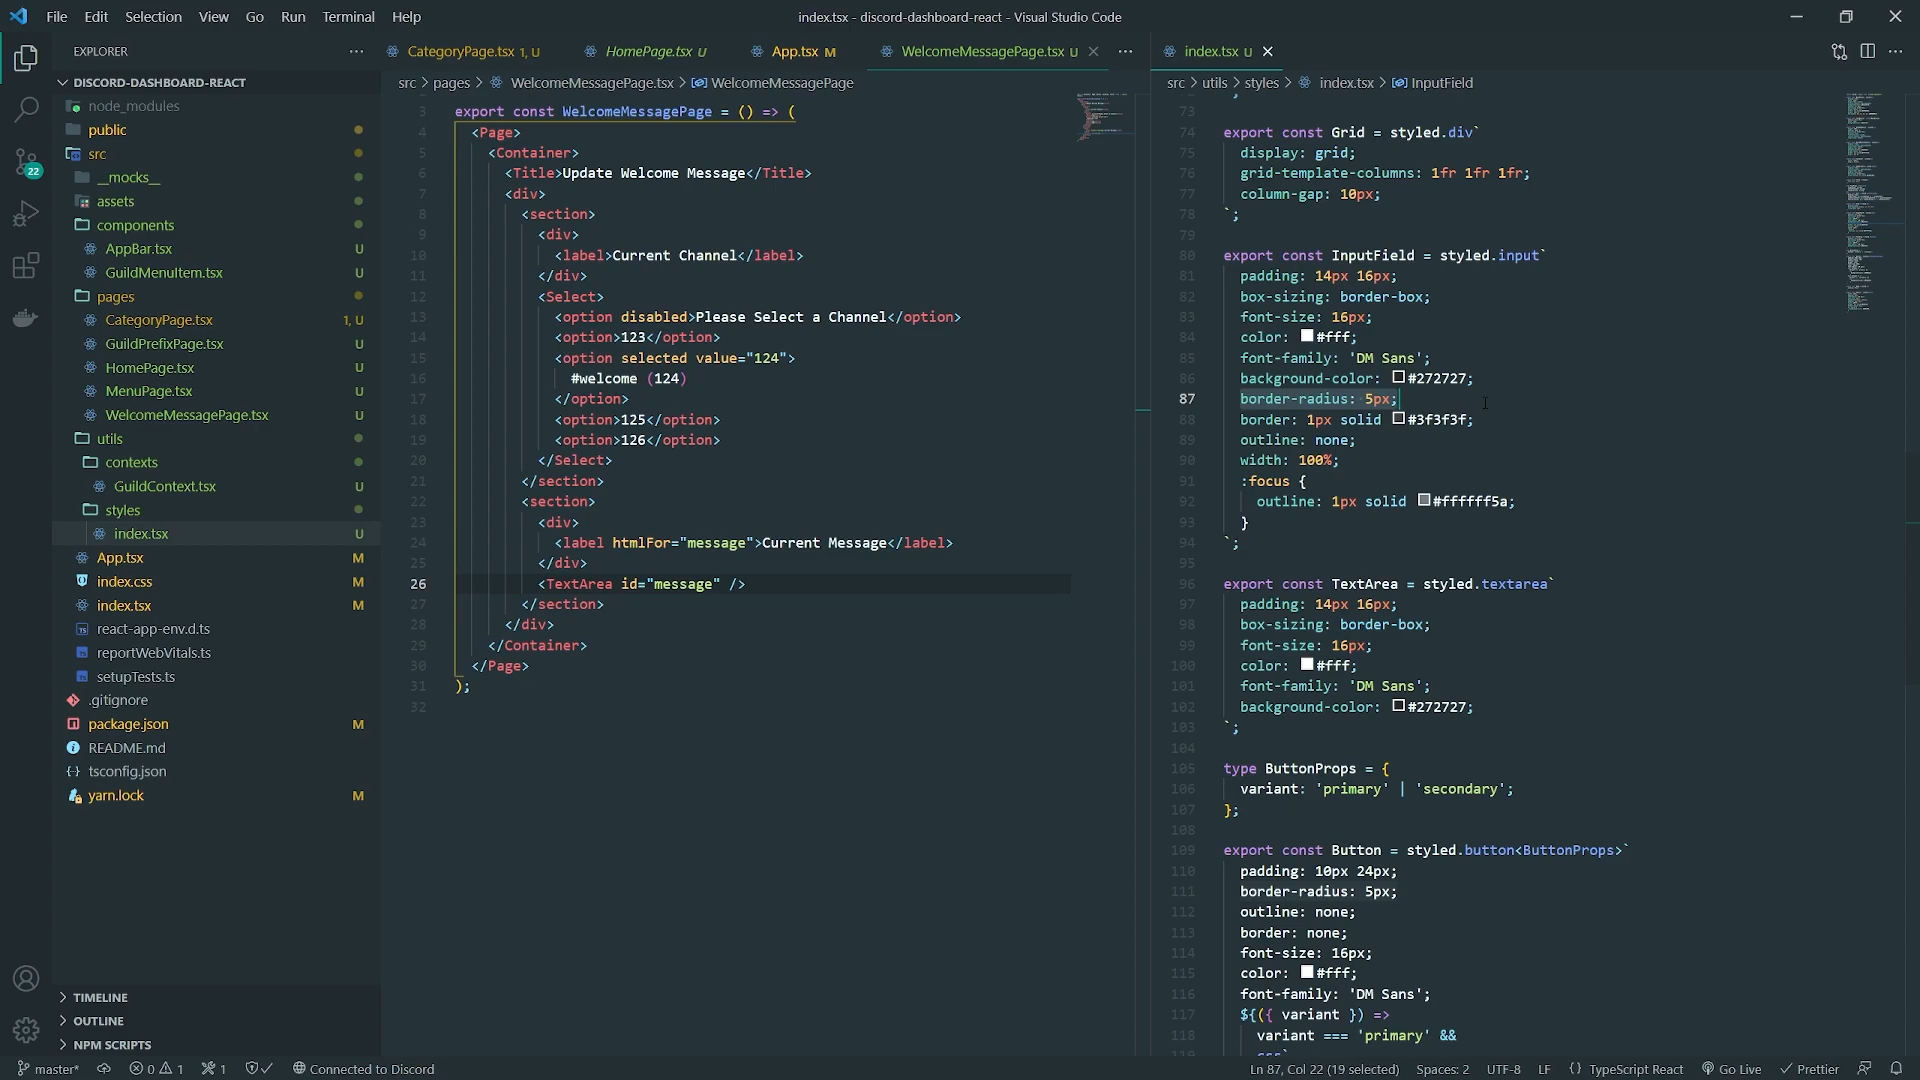 File Edit Selection View Go Run Terminal Help
index.tsx - discord-dashboard-react - Visual Studio Code
EXPLORER
DISCORD-DASHBOARD-REACT
node_modules
public
src
__mocks__
assets
components
AppBar.tsx U
GuildMenuItem.tsx U
pages
CategoryPage.tsx 1, U
GuildPrefixPage.tsx U
HomePage.tsx U
MenuPage.tsx U
WelcomeMessagePage.tsx U
utils
contexts
GuildContext.tsx U
styles
index.tsx U
App.tsx M
index.css M
index.tsx M
react-app-env.d.ts
reportWebVitals.ts
setupTests.ts
.gitignore
package.json M
README.md
tsconfig.json
yarn.lock M
TIMELINE
OUTLINE
NPM SCRIPTS
22
CategoryPage.tsx 1, U HomePage.tsx U App.tsx M WelcomeMessagePage.tsx U
src > pages > WelcomeMessagePage.tsx > WelcomeMessagePage
3 export const WelcomeMessagePage = () => (
4 <Page>
5 <Container>
6 <Title>Update Welcome Message</Title>
7 <div>
8 <section>
9 <div>
10 <label>Current Channel</label>
11 </div>
12 <Select>
13 <option disabled>Please Select a Channel</option>
14 <option>123</option>
15 <option selected value="124">
16 #welcome (124)
17 </option>
18 <option>125</option>
19 <option>126</option>
20 </Select>
21 </section>
22 <section>
23 <div>
24 <label htmlFor="message">Current Message</label>
25 </div>
26 <TextArea id="message" />
27 </section>
28 </div>
29 </Container>
30 </Page>
31 );
32
index.tsx U
src > utils > styles > index.tsx > InputField
73
74 export const Grid = styled.div`
75 display: grid;
76 grid-template-columns: 1fr 1fr 1fr;
77 column-gap: 10px;
78 `;
79
80 export const InputField = styled.input`
81 padding: 14px 16px;
82 box-sizing: border-box;
83 font-size: 16px;
84 color: #fff;
85 font-family: 'DM Sans';
86 background-color: #272727;
87 border-radius: 5px;
88 border: 1px solid #3f3f3f;
89 outline: none;
90 width: 100%;
91 :focus {
92 outline: 1px solid #ffffff5a;
93 }
94 `;
95
96 export const TextArea = styled.textarea`
97 padding: 14px 16px;
98 box-sizing: border-box;
99 font-size: 16px;
100 color: #fff;
101 font-family: 'DM Sans';
102 background-color: #272727;
103 `;
104
105 type ButtonProps = {
106 variant: 'primary' | 'secondary';
107 };
108
109 export const Button = styled.button<ButtonProps>`
110 padding: 10px 24px;
111 border-radius: 5px;
112 outline: none;
113 border: none;
114 font-size: 16px;
115 color: #fff;
116 font-family: 'DM Sans';
117 ${({ variant }) =>
118 variant === 'primary' &&
119 css`
master* 0 1 1 Connected to Discord
Ln 87, Col 22 (19 selected) Spaces: 2 UTF-8 LF TypeScript React Go Live Prettier